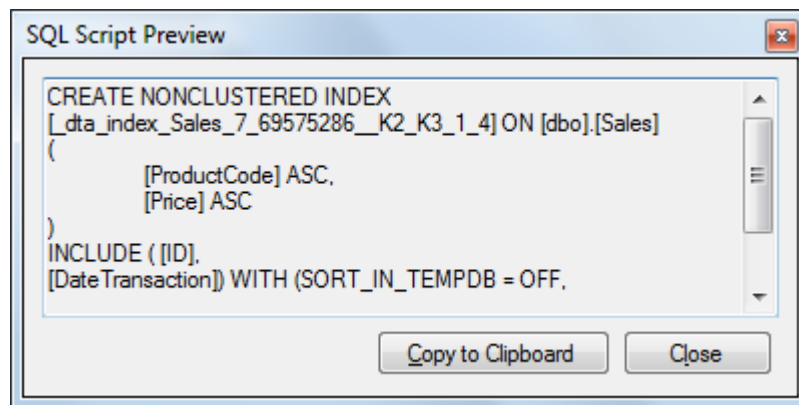 SQL Script Preview
CREATE NONCLUSTERED INDEX
[_dta_index_Sales_7_69575286__K2_K3_1_4] ON [dbo].[Sales]
(
[ProductCode] ASC,
[Price] ASC
)
INCLUDE ( [ID],
[DateTransaction]) WITH (SORT_IN_TEMPDB = OFF,
Copy to Clipboard
Close